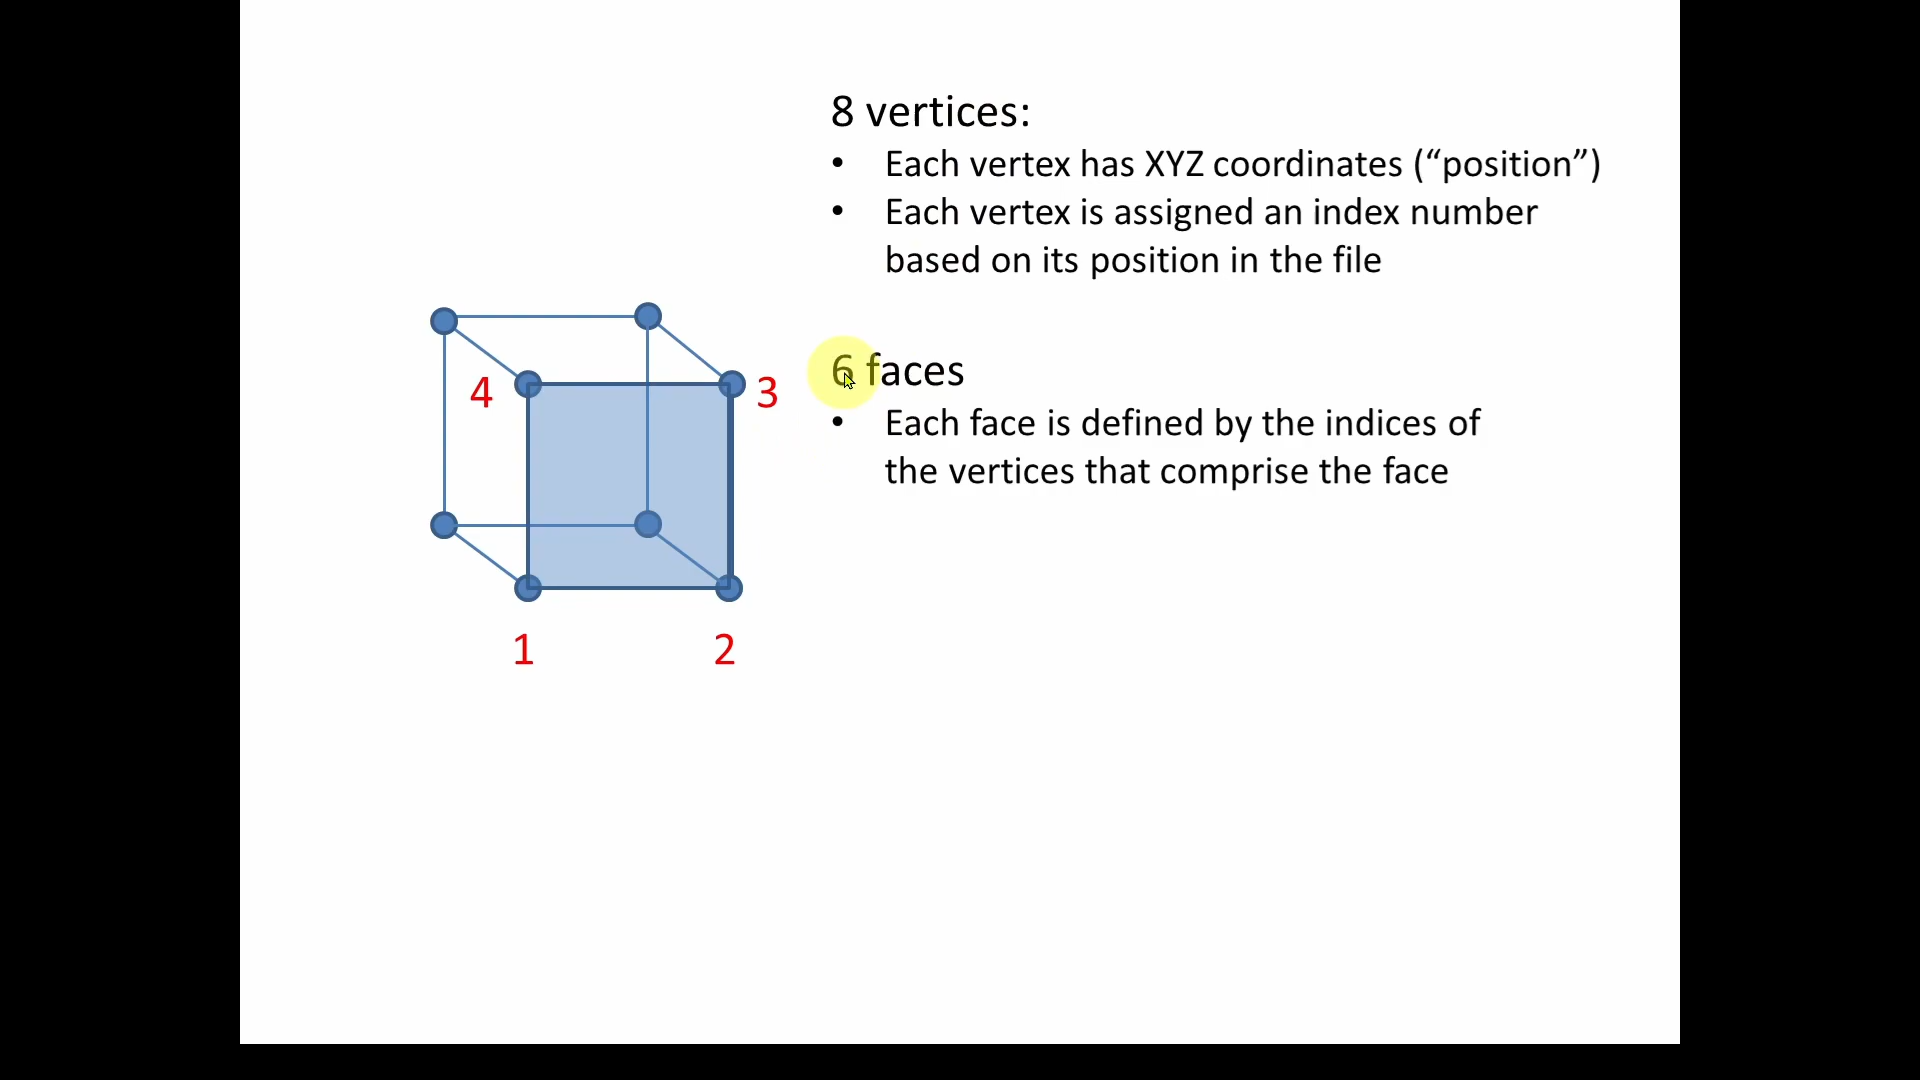 8 vertices:
• Each vertex has XYZ coordinates (“position”)
• Each vertex is assigned an index number
based on its position in the file
6 faces
• Each face is defined by the indices of
the vertices that comprise the face
4
3
1
2